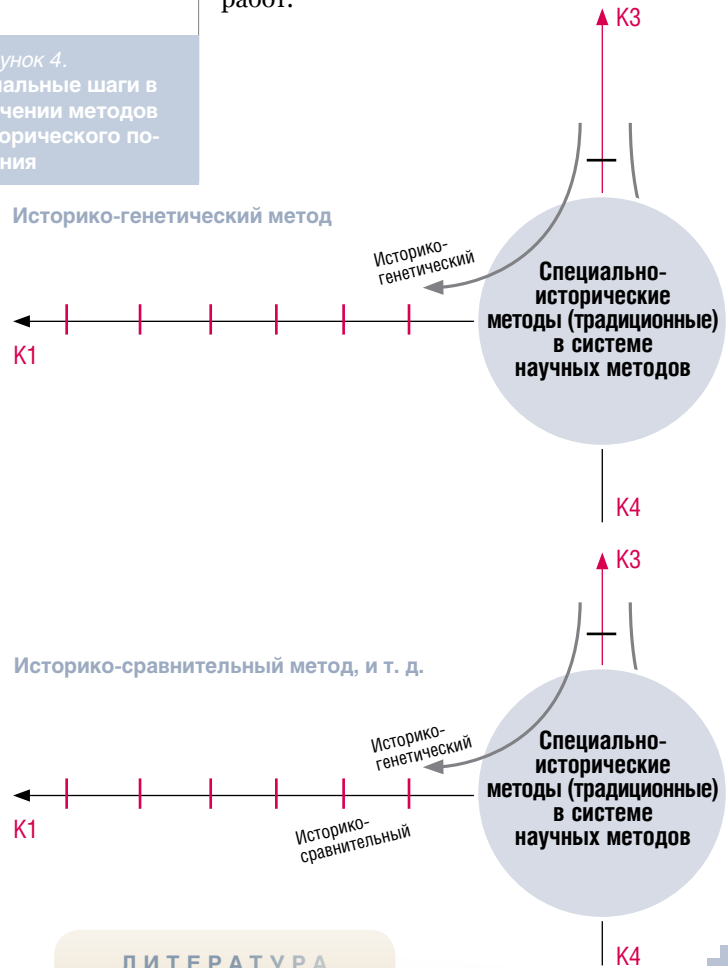 работ.
К3
унок 4.
альные шаги в
чении методов
орического по-
ния
Историко-генетический метод
Историко-
генетический
Специально-
исторические
методы (традиционные)
в системе
научных методов
К1
К4
К3
Историко-сравнительный метод, и т. д.
Историко-
генетический
Специально-
исторические
методы (традиционные)
в системе
научных методов
К1
Историко-
сравнительный
К4
ЛИТЕРАТУРА